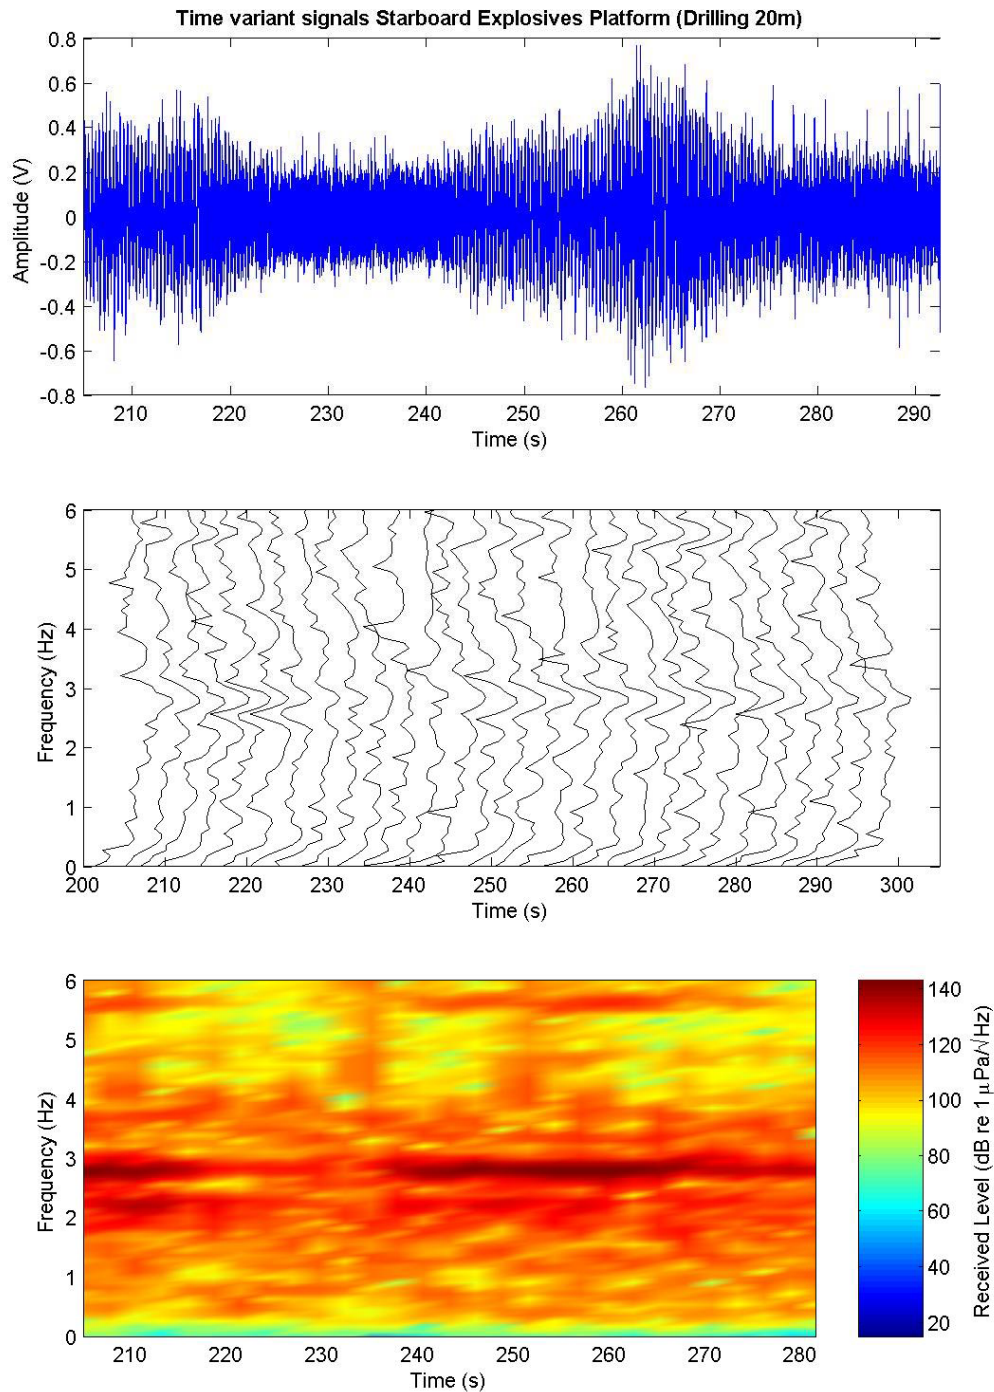 Time variant signals Starboard Explosives Platform (Drilling 20m)
0.8
0.6
0.4
0.2
0
-0.2
-0.4
-0.6
-0.8
Amplitude (V)
210 220 230 240 250 260 270 280 290
Time (s)
6
5
4
3
2
1
0
Frequency (Hz)
200 210 220 230 240 250 260 270 280 290 300
Time (s)
6
5
4
3
2
1
0
Frequency (Hz)
210 220 230 240 250 260 270 280
Time (s)
140
120
100
80
60
40
20
Received Level (dB re 1 μPa/√Hz)